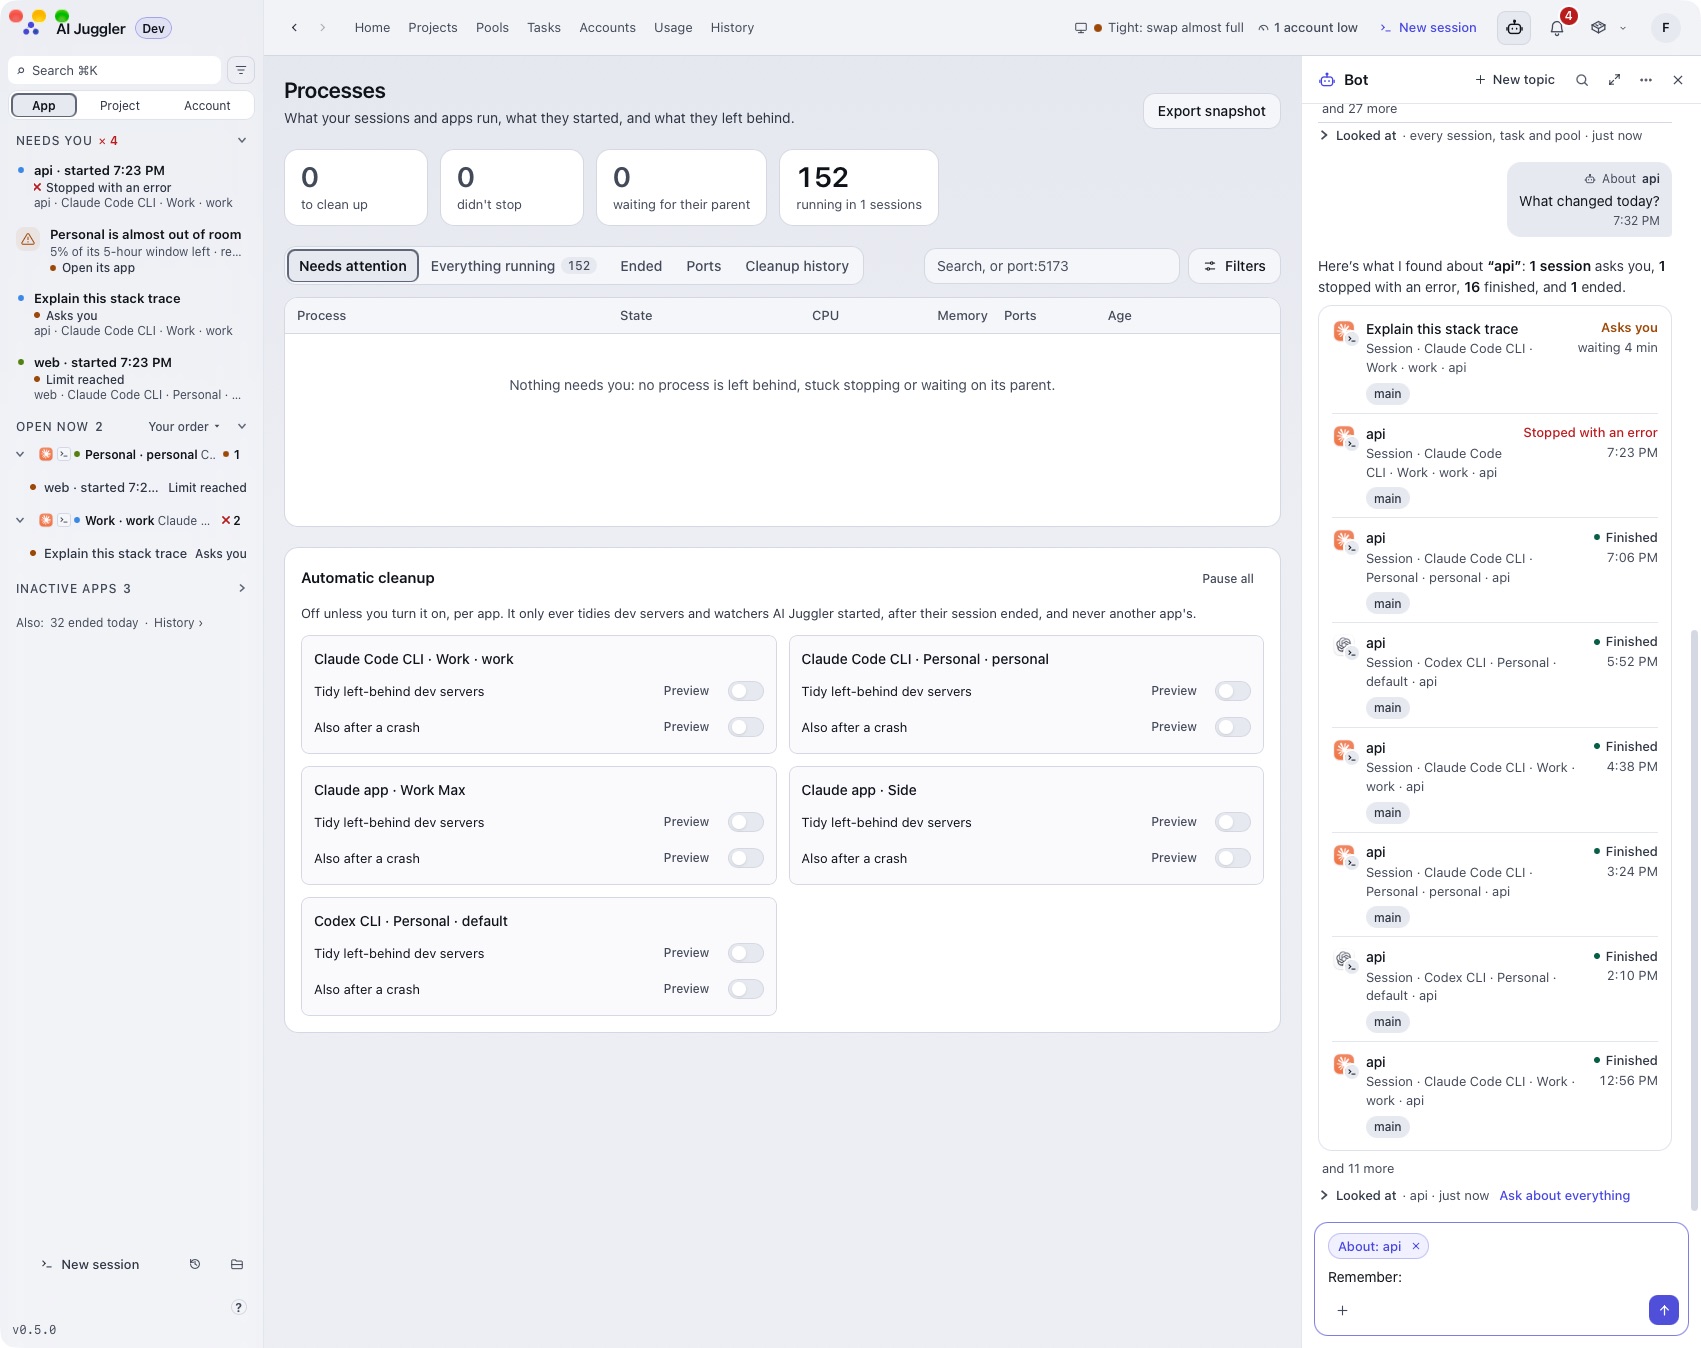 AI Juggler Dev
Search ⌘K
App Project Account
NEEDS YOU × 4
api · started 7:23 PM
Stopped with an error
api · Claude Code CLI · Work · work
Personal is almost out of room
5% of its 5-hour window left · re...
Open its app
Explain this stack trace
Asks you
api · Claude Code CLI · Work · work
web · started 7:23 PM
Limit reached
web · Claude Code CLI · Personal · ...
OPEN NOW 2 Your order
Personal · personal C.. 1
web · started 7:2... Limit reached
Work · work Claude ... × 2
Explain this stack trace Asks you
INACTIVE APPS 3
Also: 32 ended today · History ›
New session
?
v0.5.0
Home Projects Pools Tasks Accounts Usage History
Tight: swap almost full 1 account low New session 4 F
Processes
What your sessions and apps run, what they started, and what they left behind.
Export snapshot
0 to clean up
0 didn't stop
0 waiting for their parent
152 running in 1 sessions
Needs attention Everything running 152 Ended Ports Cleanup history
Search, or port:5173 Filters
Process State CPU Memory Ports Age
Nothing needs you: no process is left behind, stuck stopping or waiting on its parent.
Automatic cleanup Pause all
Off unless you turn it on, per app. It only ever tidies dev servers and watchers AI Juggler started, after their session ended, and never another app's.
Claude Code CLI · Work · work
Tidy left-behind dev servers Preview
Also after a crash Preview
Claude Code CLI · Personal · personal
Tidy left-behind dev servers Preview
Also after a crash Preview
Claude app · Work Max
Tidy left-behind dev servers Preview
Also after a crash Preview
Claude app · Side
Tidy left-behind dev servers Preview
Also after a crash Preview
Codex CLI · Personal · default
Tidy left-behind dev servers Preview
Also after a crash Preview
Bot New topic
and 27 more
Looked at · every session, task and pool · just now
About api
What changed today?
7:32 PM
Here's what I found about “api”: 1 session asks you, 1
stopped with an error, 16 finished, and 1 ended.
Explain this stack trace Asks you
Session · Claude Code CLI · waiting 4 min
Work · work · api
main
api Stopped with an error
Session · Claude Code 7:23 PM
CLI · Work · work · api
main
api Finished
Session · Claude Code CLI · 7:06 PM
Personal · personal · api
main
api Finished
Session · Codex CLI · Personal · 5:52 PM
default · api
main
api Finished
Session · Claude Code CLI · Work · 4:38 PM
work · api
main
api Finished
Session · Claude Code CLI · 3:24 PM
Personal · personal · api
main
api Finished
Session · Codex CLI · Personal · 2:10 PM
default · api
main
api Finished
Session · Claude Code CLI · Work · 12:56 PM
work · api
main
and 11 more
Looked at · api · just now Ask about everything
About: api ×
Remember: